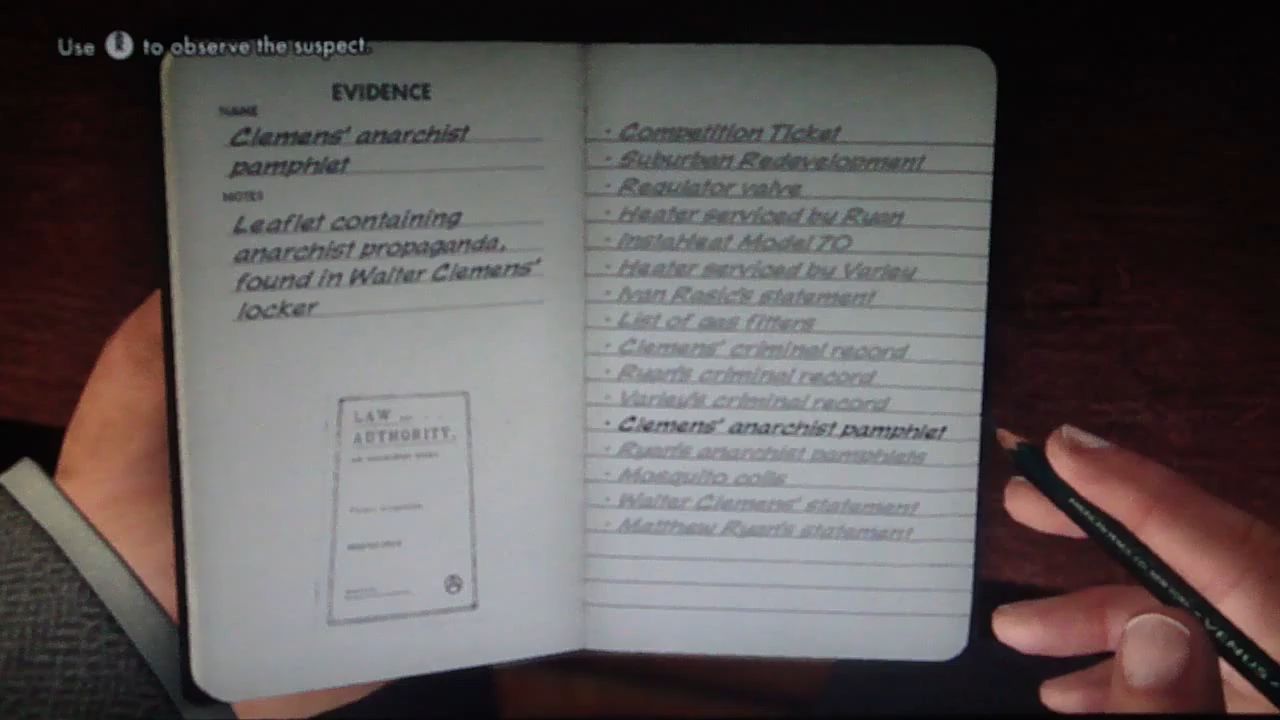 Use R to observe the suspect.
EVIDENCE
NAME
Clemens' anarchist
pamphlet
NOTES
Leaflet containing
anarchist propaganda,
found in Walter Clemens'
locker
LAW
AUTHORITY.
· Competition Ticket
· Suburban Redevelopment
· Regulator valve
· Heater serviced by Ryan
· InstaHeat Model 70
· Heater serviced by Varley
· Ivan Rasic's statement
· List of gas fitters
· Clemens' criminal record
· Ryan's criminal record
· Varley's criminal record
· Clemens' anarchist pamphlet
· Ryan's anarchist pamphlets
· Mosquito coils
· Walter Clemens' statement
· Matthew Ryan's statement
VENUS